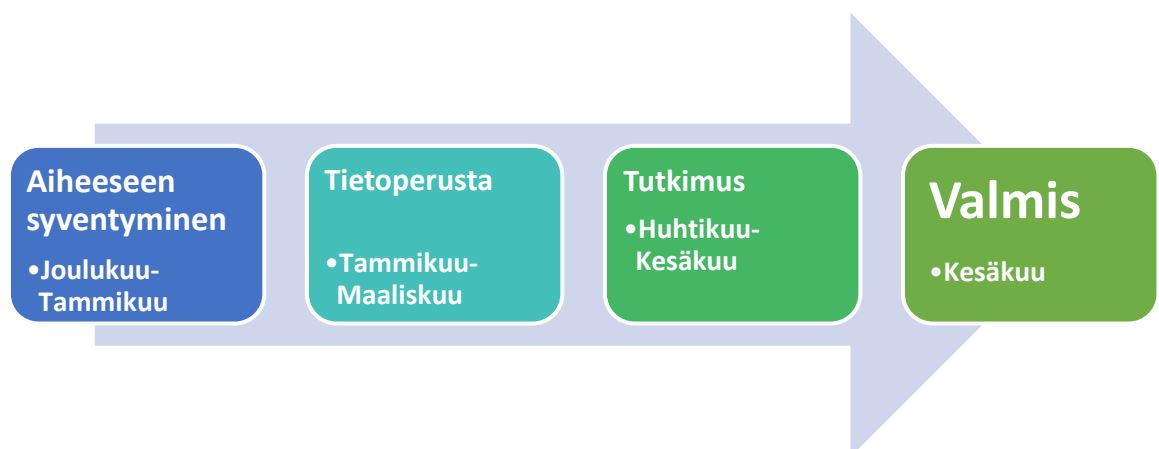 Aiheeseen
syventyminen
•Joulukuu-
Tammikuu
Tietoperusta
•Tammikuu-
Maaliskuu
Tutkimus
•Huhtikuu-
Kesäkuu
Valmis
•Kesäkuu